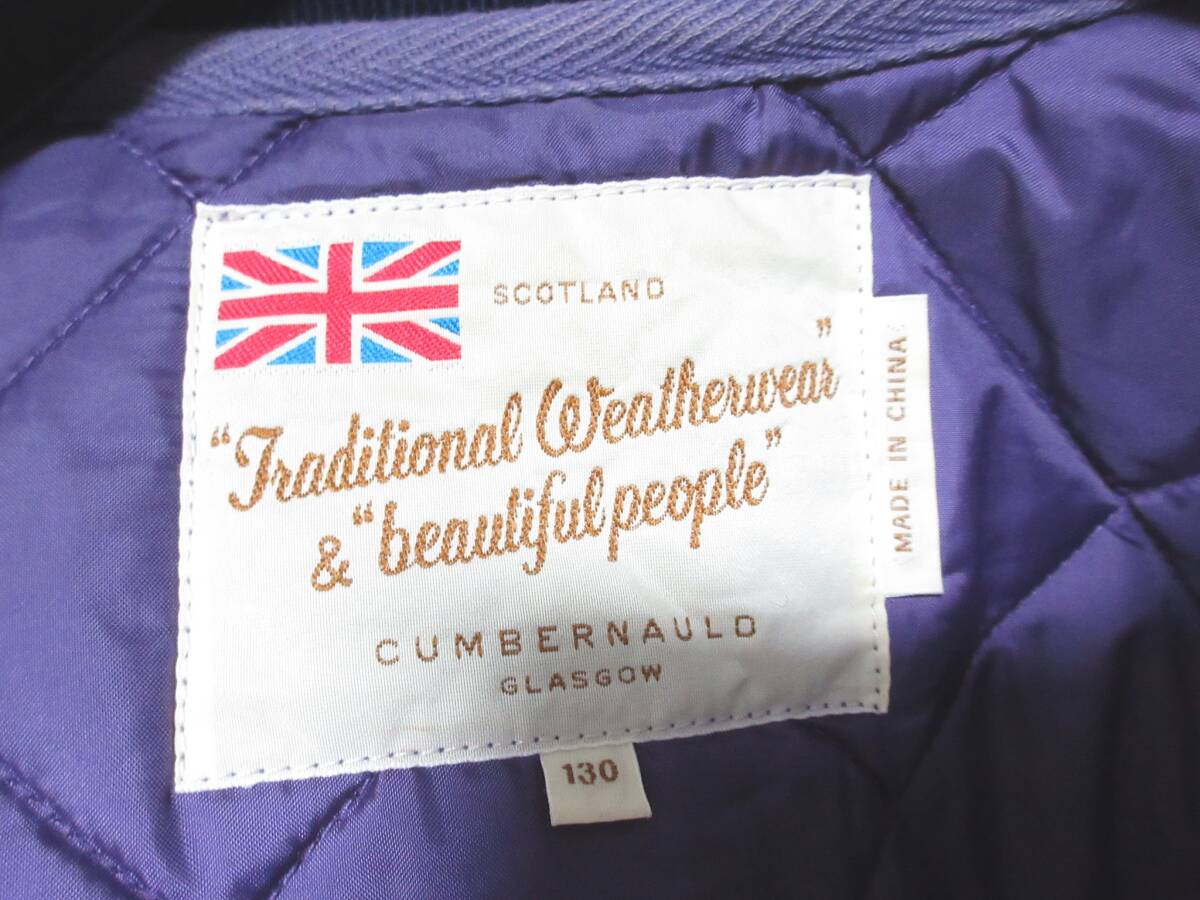 SCOTLAND
“Traditional Weatherwear”
& “beautiful people”
CUMBERNAULD
GLASGOW
130
MADE IN CHINA